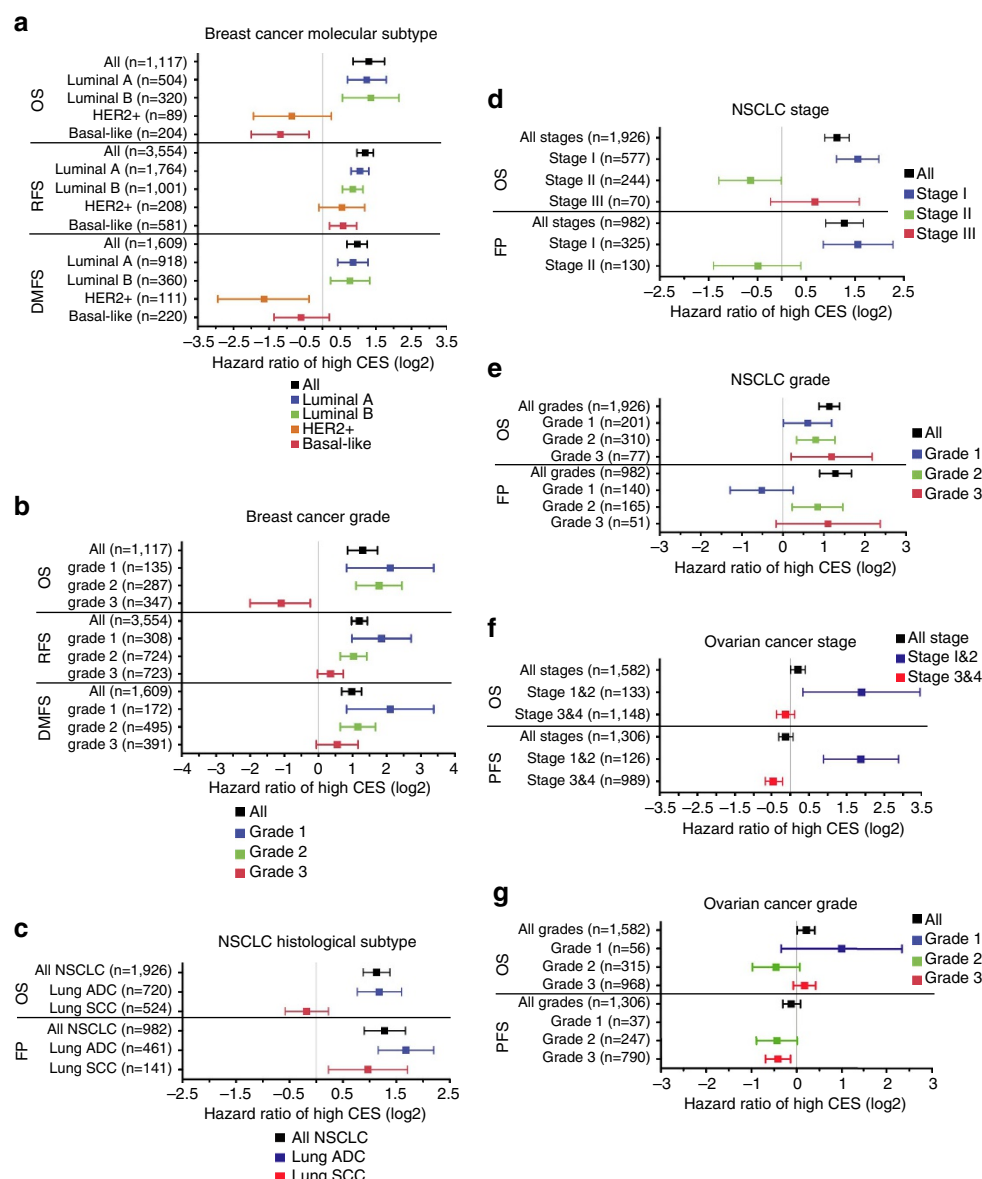 a
Breast cancer molecular subtype
OS
All (n=1,117)
Luminal A (n=504)
Luminal B (n=320)
HER2+ (n=89)
Basal-like (n=204)
RFS
All (n=3,554)
Luminal A (n=1,764)
Luminal B (n=1,001)
HER2+ (n=208)
Basal-like (n=581)
DMFS
All (n=1,609)
Luminal A (n=918)
Luminal B (n=360)
HER2+ (n=111)
Basal-like (n=220)
−3.5 −2.5 −1.5 −0.5 0.5 1.5 2.5 3.5
Hazard ratio of high CES (log2)
All
Luminal A
Luminal B
HER2+
Basal-like
b
Breast cancer grade
OS
All (n=1,117)
grade 1 (n=135)
grade 2 (n=287)
grade 3 (n=347)
RFS
All (n=3,554)
grade 1 (n=308)
grade 2 (n=724)
grade 3 (n=723)
DMFS
All (n=1,609)
grade 1 (n=172)
grade 2 (n=495)
grade 3 (n=391)
−4 −3 −2 −1 0 1 2 3 4
Hazard ratio of high CES (log2)
All
Grade 1
Grade 2
Grade 3
c
NSCLC histological subtype
OS
All NSCLC (n=1,926)
Lung ADC (n=720)
Lung SCC (n=524)
FP
All NSCLC (n=982)
Lung ADC (n=461)
Lung SCC (n=141)
−2.5 −1.5 −0.5 0.5 1.5 2.5
Hazard ratio of high CES (log2)
All NSCLC
Lung ADC
Lung SCC
d
NSCLC stage
OS
All stages (n=1,926)
Stage I (n=577)
Stage II (n=244)
Stage III (n=70)
FP
All stages (n=982)
Stage I (n=325)
Stage II (n=130)
−2.5 −1.5 −0.5 0.5 1.5 2.5
Hazard ratio of high CES (log2)
All
Stage I
Stage II
Stage III
e
NSCLC grade
OS
All grades (n=1,926)
Grade 1 (n=201)
Grade 2 (n=310)
Grade 3 (n=77)
FP
All grades (n=982)
Grade 1 (n=140)
Grade 2 (n=165)
Grade 3 (n=51)
−3 −2 −1 0 1 2 3
Hazard ratio of high CES (log2)
All
Grade 1
Grade 2
Grade 3
f
Ovarian cancer stage
OS
All stages (n=1,582)
Stage 1&2 (n=133)
Stage 3&4 (n=1,148)
PFS
All stages (n=1,306)
Stage 1&2 (n=126)
Stage 3&4 (n=989)
−3.5 −2.5 −1.5 −0.5 0.5 1.5 2.5 3.5
Hazard ratio of high CES (log2)
All stage
Stage I&2
Stage 3&4
g
Ovarian cancer grade
OS
All grades (n=1,582)
Grade 1 (n=56)
Grade 2 (n=315)
Grade 3 (n=968)
PFS
All grades (n=1,306)
Grade 1 (n=37)
Grade 2 (n=247)
Grade 3 (n=790)
−3 −2 −1 0 1 2 3
Hazard ratio of high CES (log2)
All
Grade 1
Grade 2
Grade 3